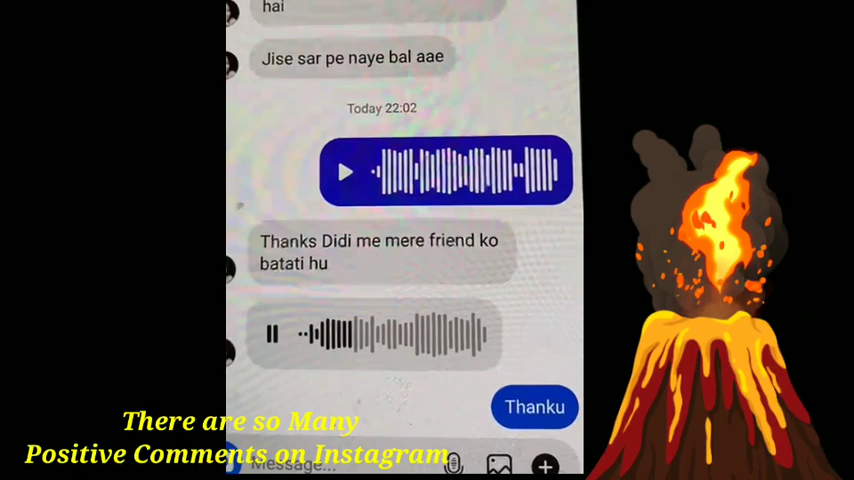 hai
Jise sar pe naye bal aae
Today 22:02
Thanks Didi me mere friend ko
batati hu
Thanku
There are so Many
Positive Comments on Instagram
Message...